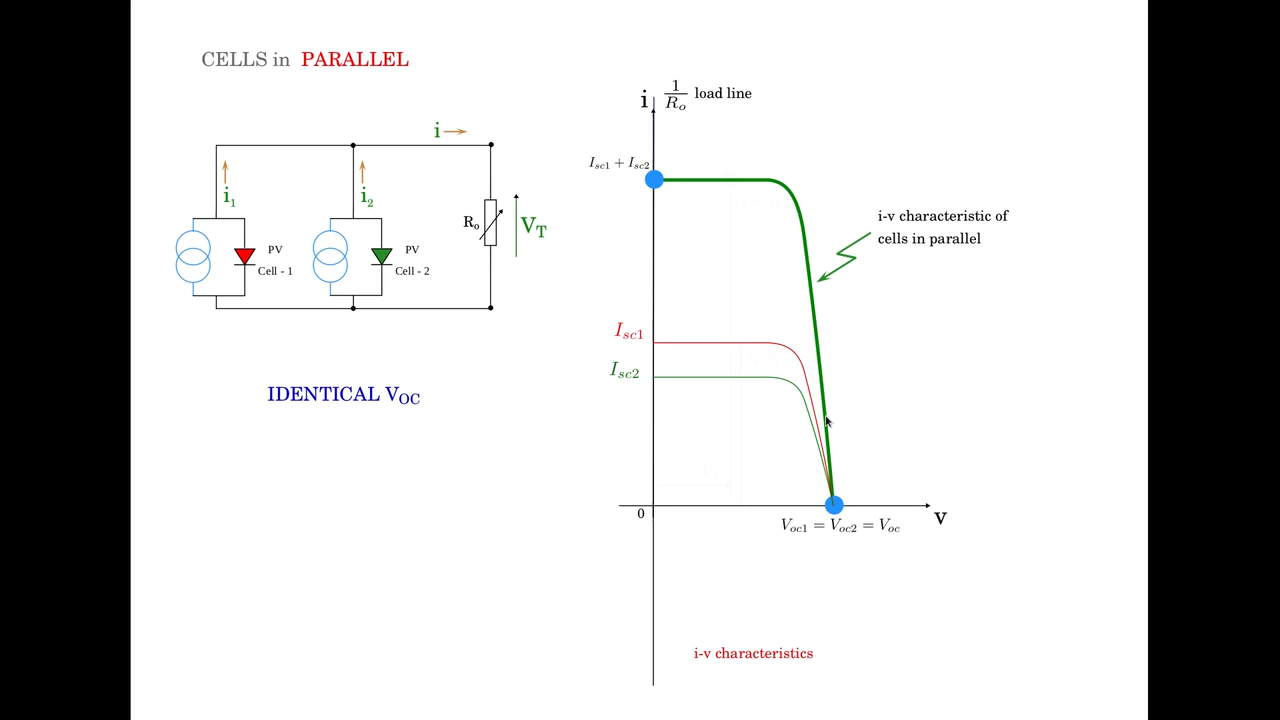 CELLS in PARALLEL
i
i1
i2
PV
Cell - 1
PV
Cell - 2
Ro
VT
IDENTICAL VOC
i
1/Ro load line
Isc1 + Isc2
i-v characteristic of
cells in parallel
Isc1
Isc2
0
v
Voc1 = Voc2 = Voc
i-v characteristics